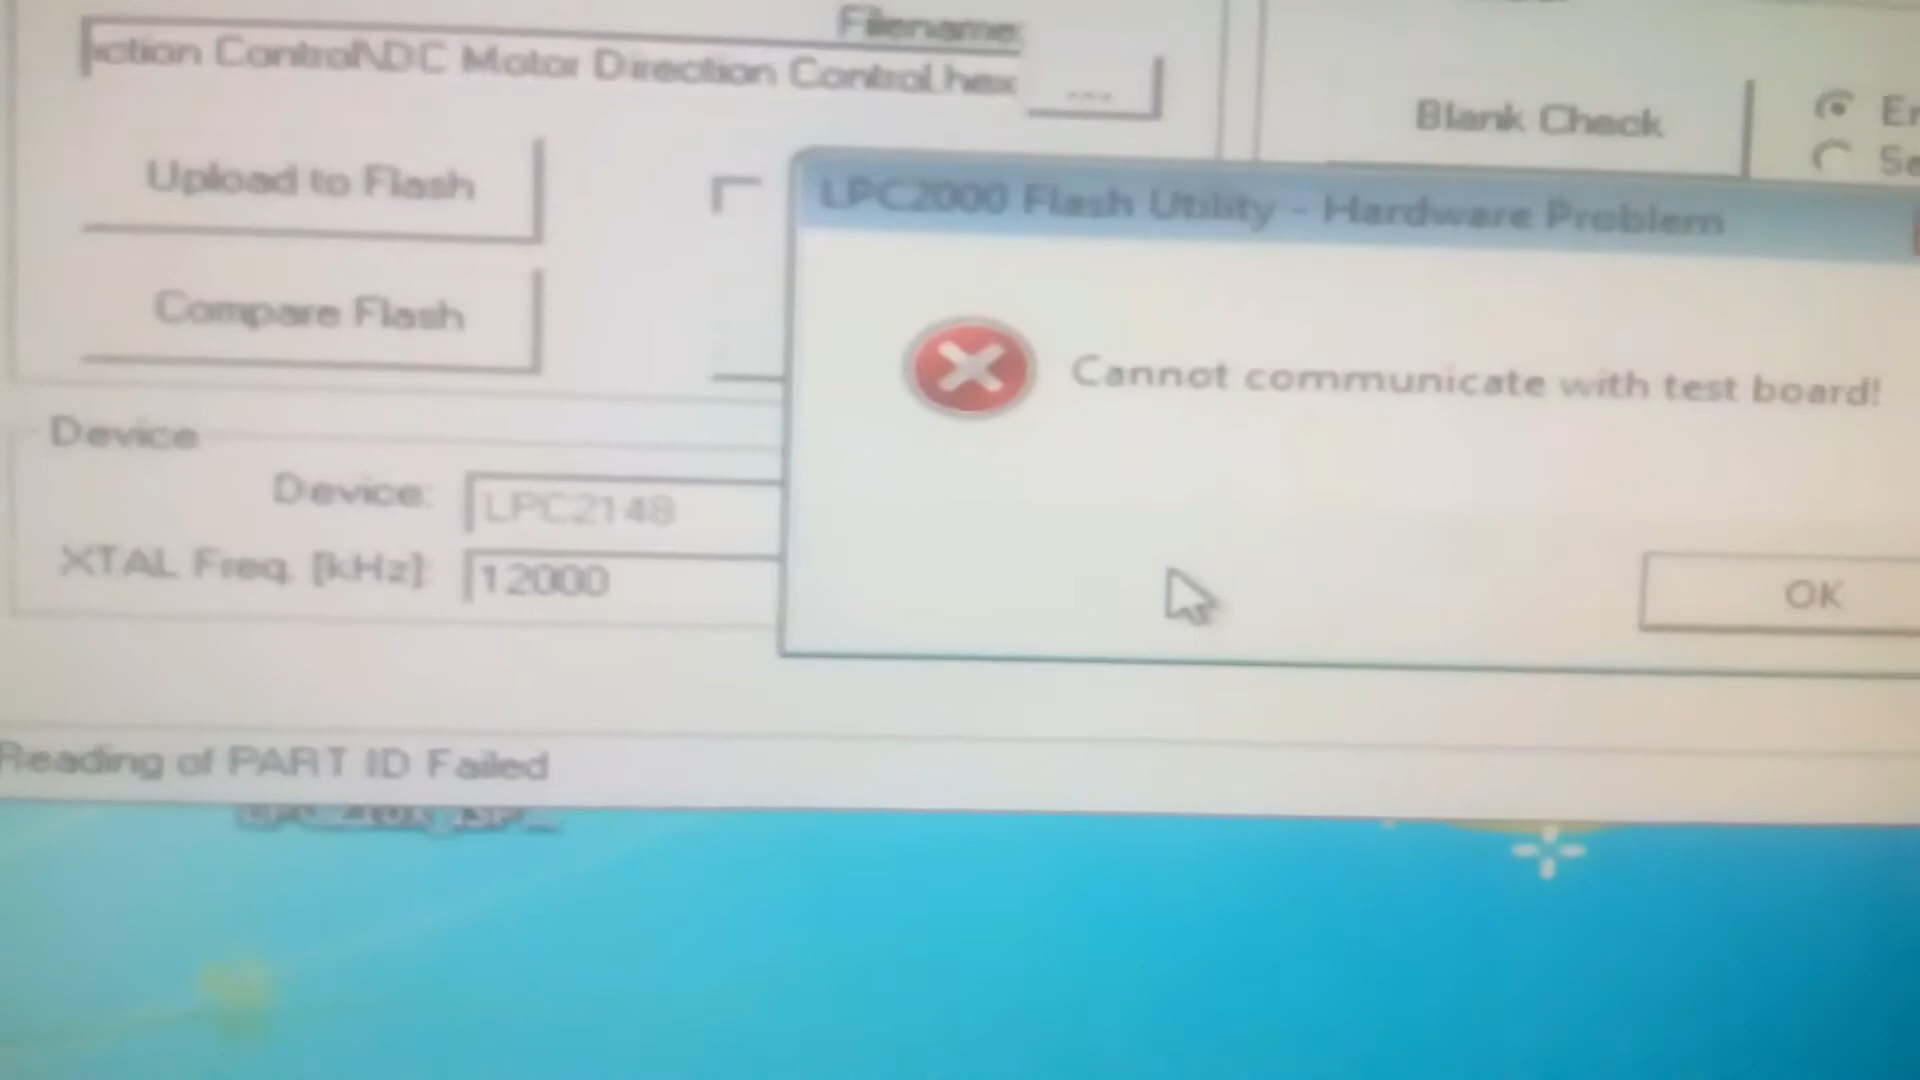 Filename:
ction Control\DC Motor Direction Control.hex
...
Blank Check
Upload to Flash
LPC2000 Flash Utility - Hardware Problem
Compare Flash
Cannot communicate with test board!
Device
Device:
LPC2148
XTAL Freq. [kHz]:
12000
OK
Reading of PART ID Failed